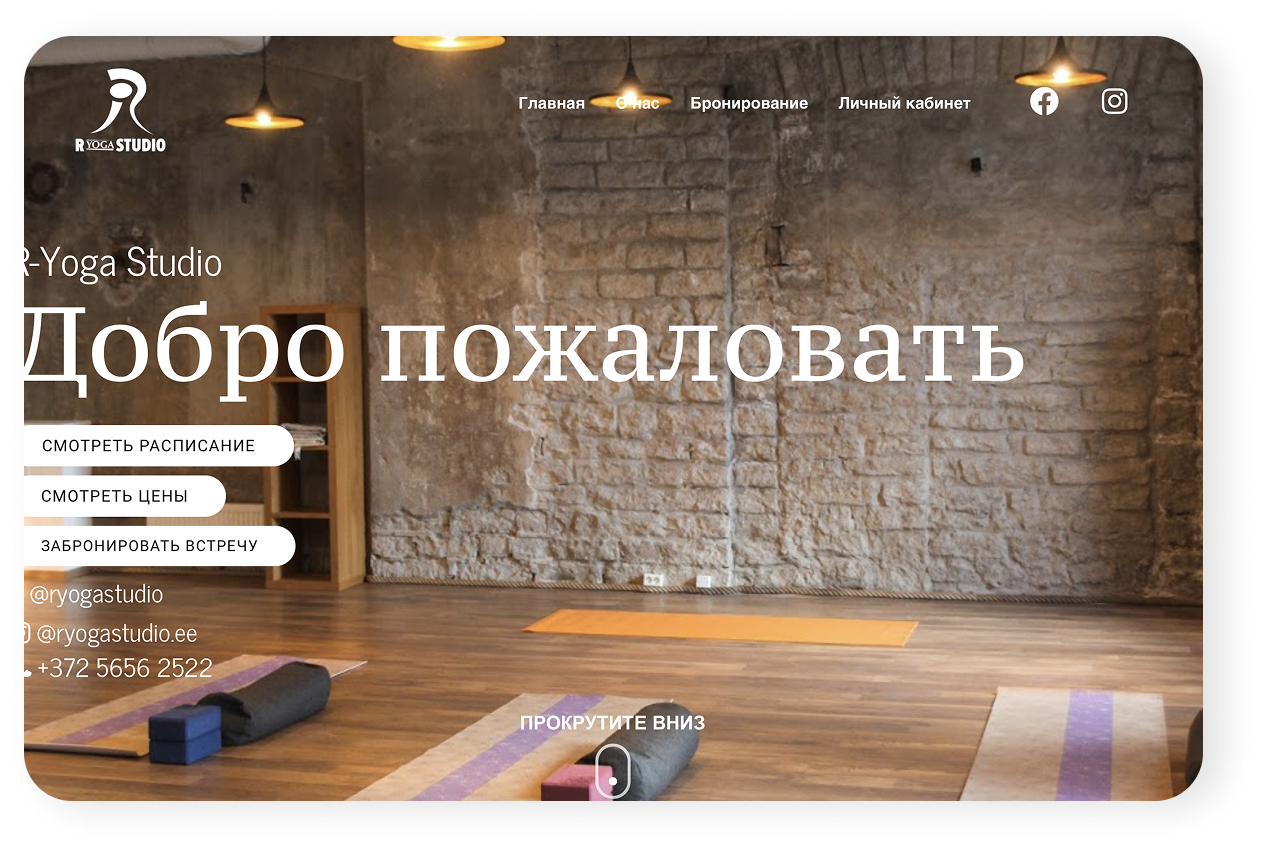 R YOGA STUDIO
Главная О нас Бронирование Личный кабинет
R-Yoga Studio
Добро пожаловать
СМОТРЕТЬ РАСПИСАНИЕ
СМОТРЕТЬ ЦЕНЫ
ЗАБРОНИРОВАТЬ ВСТРЕЧУ
@ryogastudio
@ryogastudio.ee
+372 5656 2522
ПРОКРУТИТЕ ВНИЗ